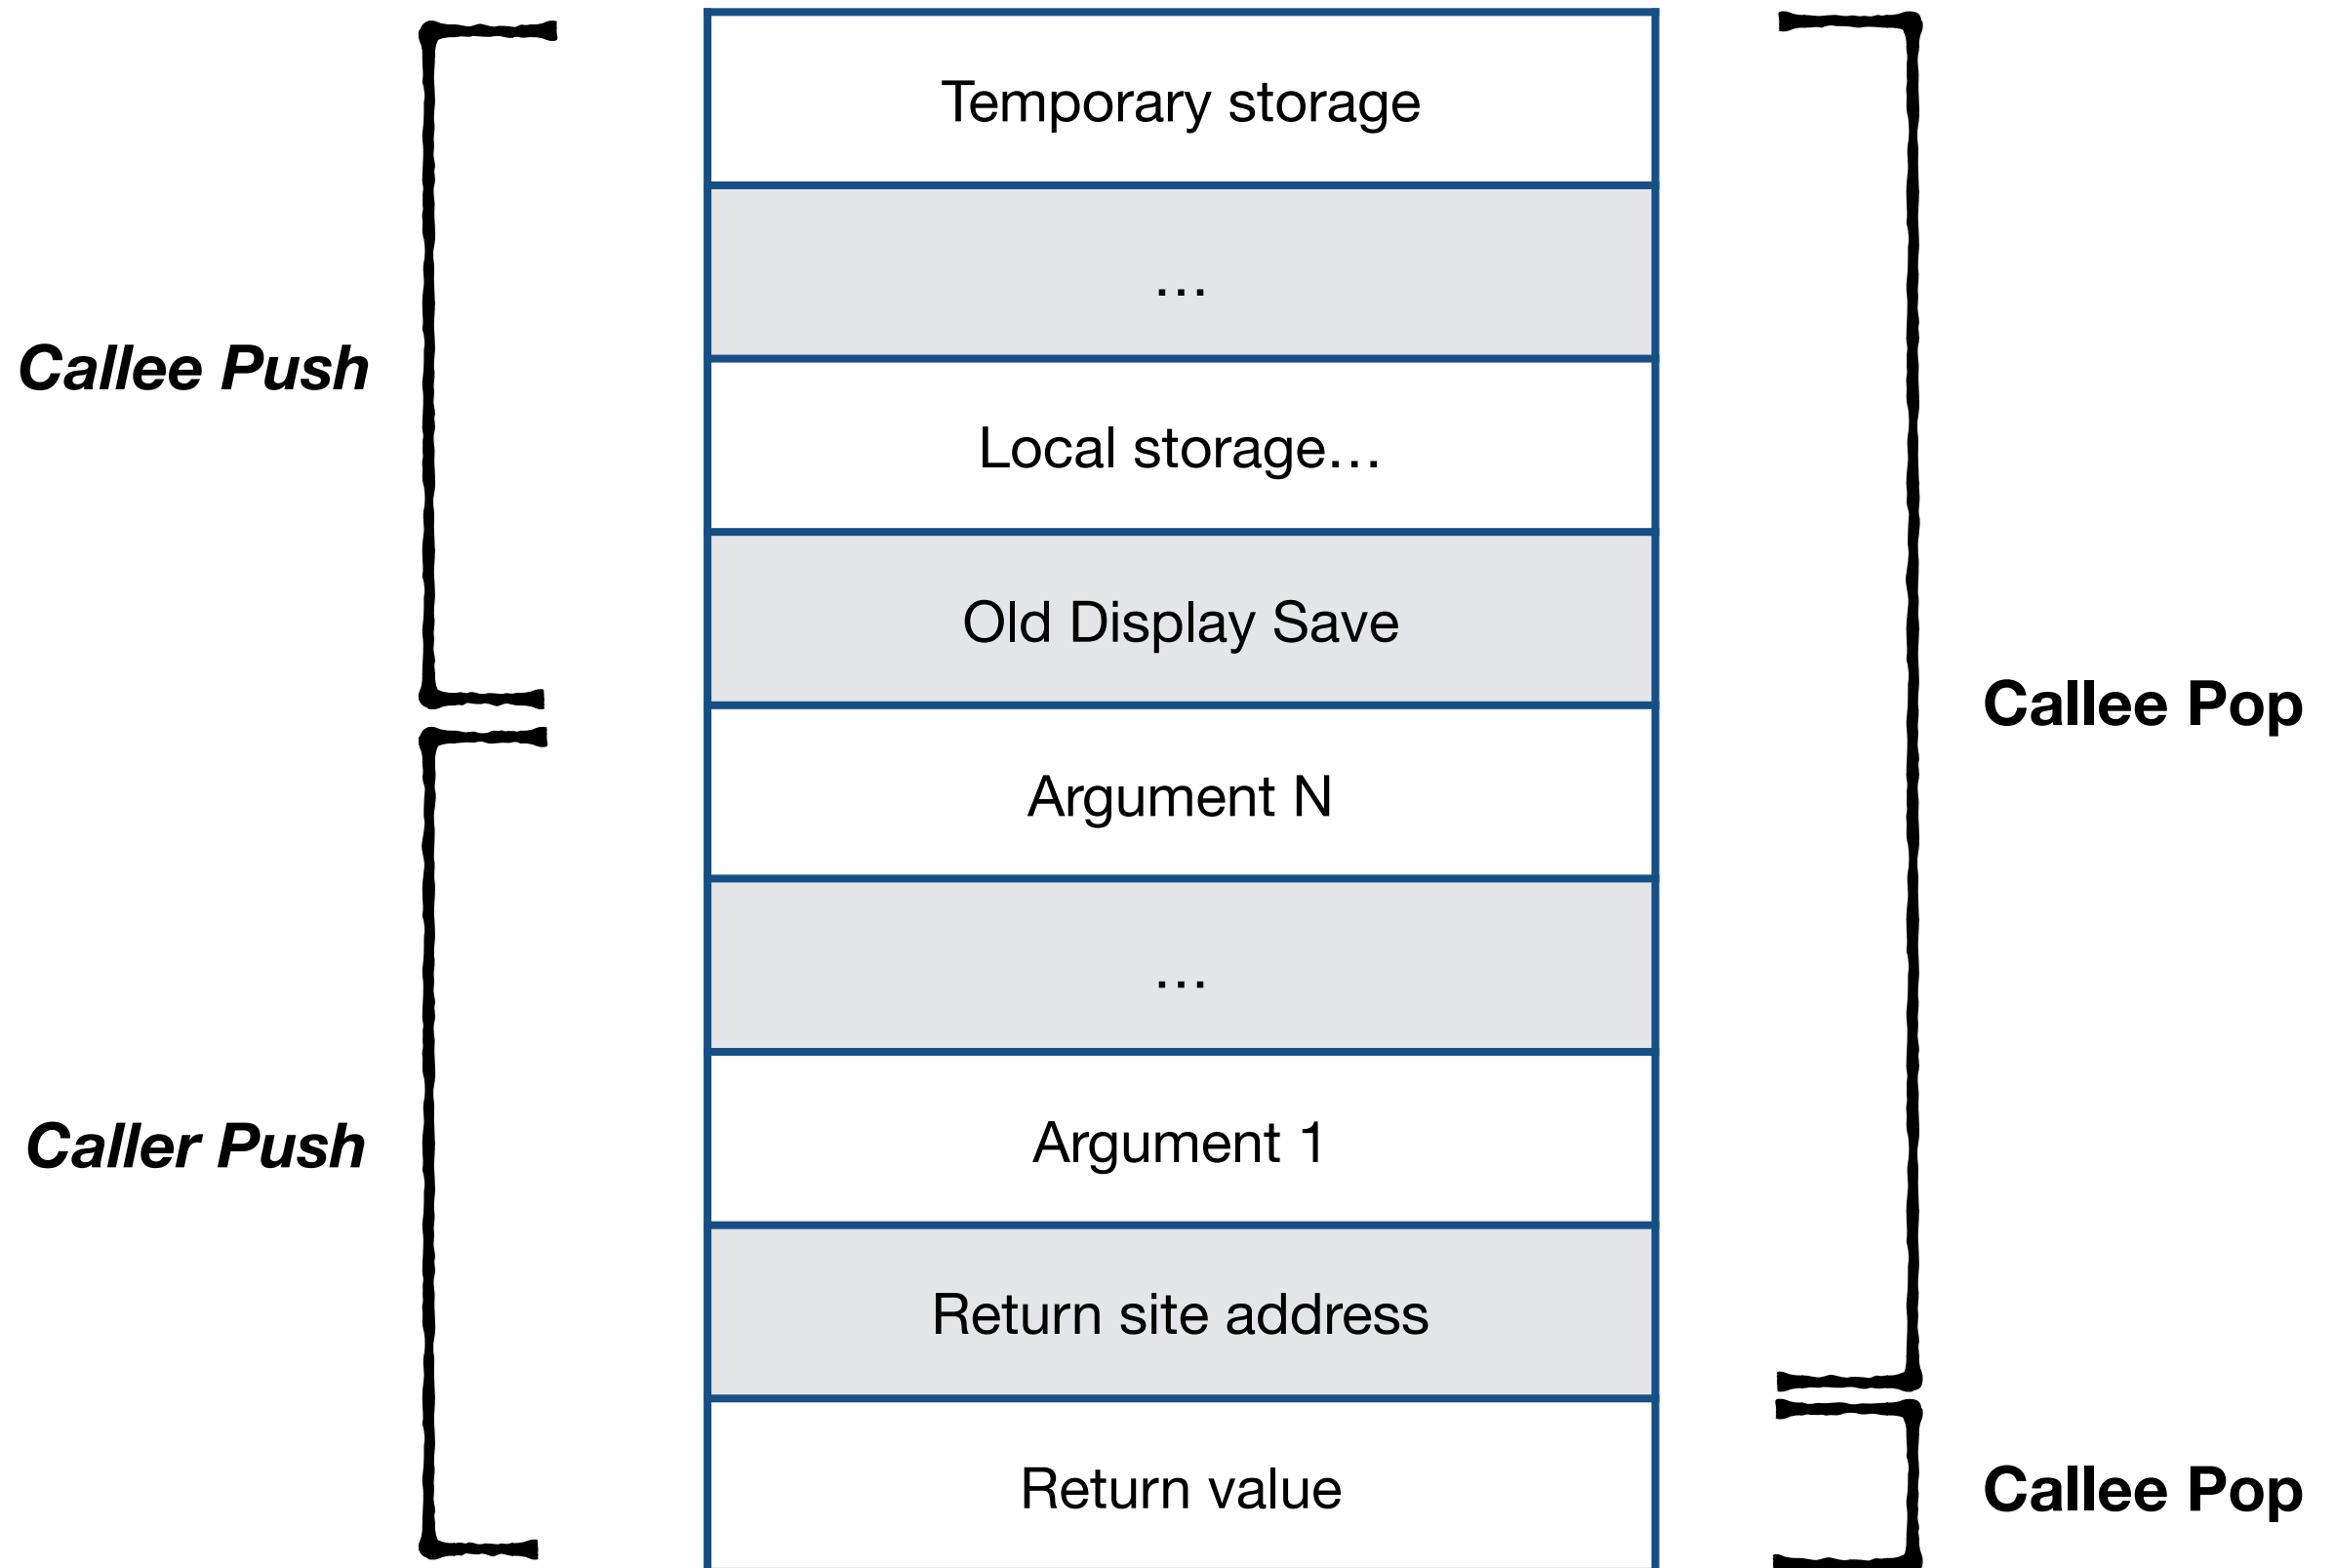 Temporary storage
…
Callee Push
Local storage…
Old Display Save
Callee Pop
Argument N
…
Caller Push
Argument 1
Return site address
Return value
Callee Pop